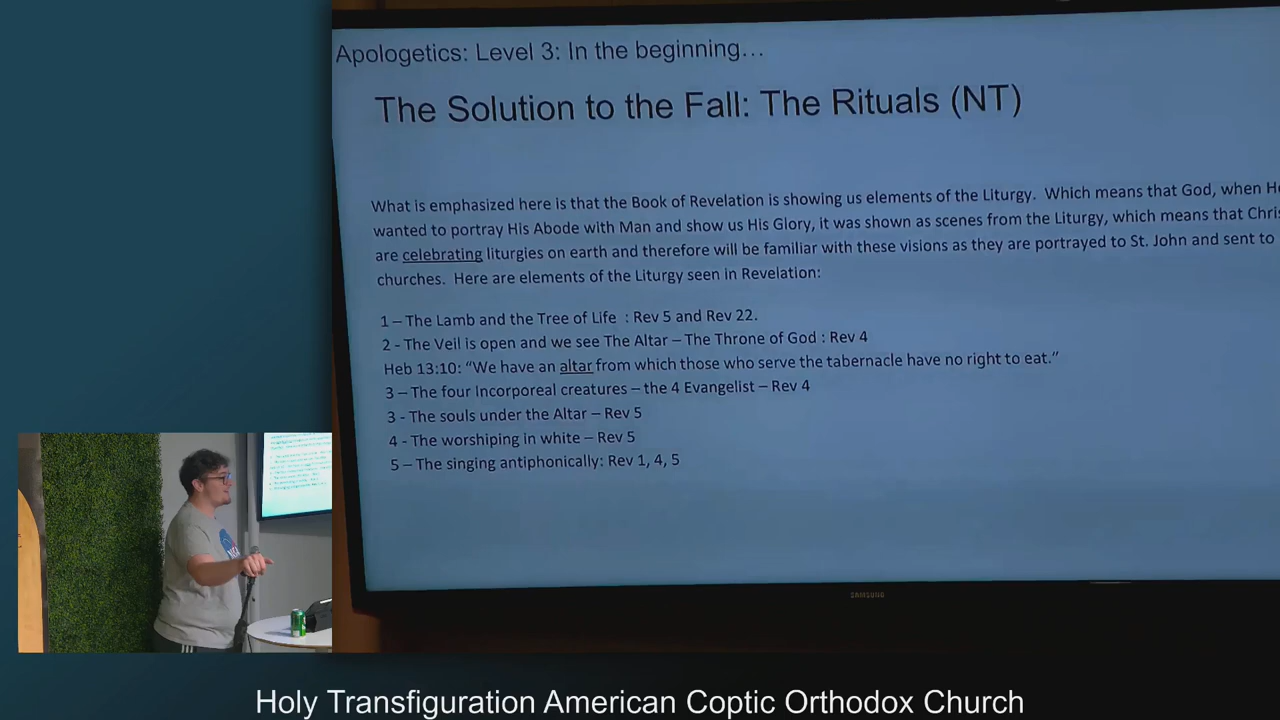 Apologetics: Level 3: In the beginning…
The Solution to the Fall: The Rituals (NT)
What is emphasized here is that the Book of Revelation is showing us elements of the Liturgy. Which means that God, when He
wanted to portray His Abode with Man and show us His Glory, it was shown as scenes from the Liturgy, which means that Chris
are celebrating liturgies on earth and therefore will be familiar with these visions as they are portrayed to St. John and sent to
churches. Here are elements of the Liturgy seen in Revelation:
1 – The Lamb and the Tree of Life : Rev 5 and Rev 22.
2 - The Veil is open and we see The Altar – The Throne of God : Rev 4
Heb 13:10: “We have an altar from which those who serve the tabernacle have no right to eat.”
3 – The four Incorporeal creatures – the 4 Evangelist – Rev 4
3 - The souls under the Altar – Rev 5
4 - The worshiping in white – Rev 5
5 – The singing antiphonically: Rev 1, 4, 5
SAMSUNG
Holy Transfiguration American Coptic Orthodox Church